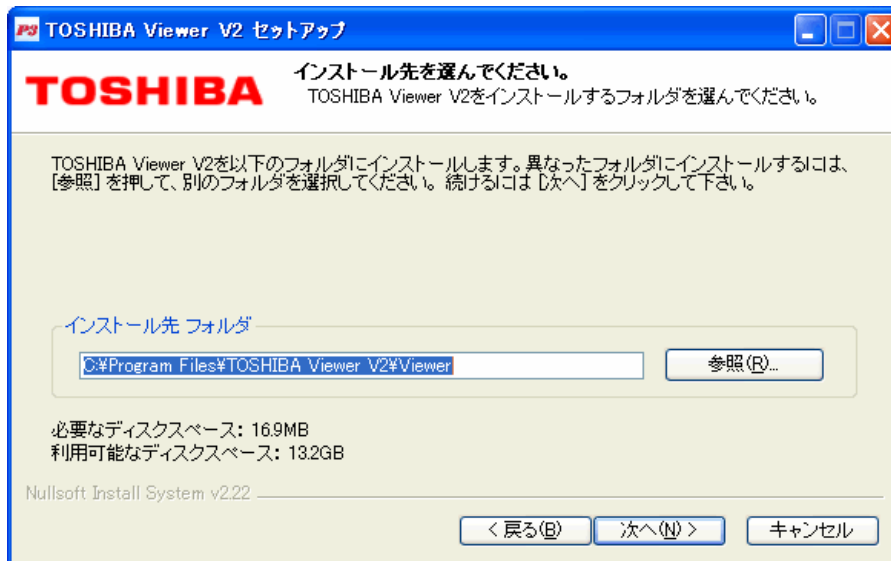 P3 TOSHIBA Viewer V2 セットアップ
TOSHIBA
インストール先を選んでください。
TOSHIBA Viewer V2をインストールするフォルダを選んでください。
TOSHIBA Viewer V2を以下のフォルダにインストールします。異なったフォルダにインストールするには、
[参照] を押して、別のフォルダを選択してください。 続けるには [次へ] をクリックして下さい。
インストール先 フォルダ
C:¥Program Files¥TOSHIBA Viewer V2¥Viewer
参照(R)...
必要なディスクスペース: 16.9MB
利用可能なディスクスペース: 13.2GB
Nullsoft Install System v2.22
< 戻る(B)
次へ(N) >
キャンセル